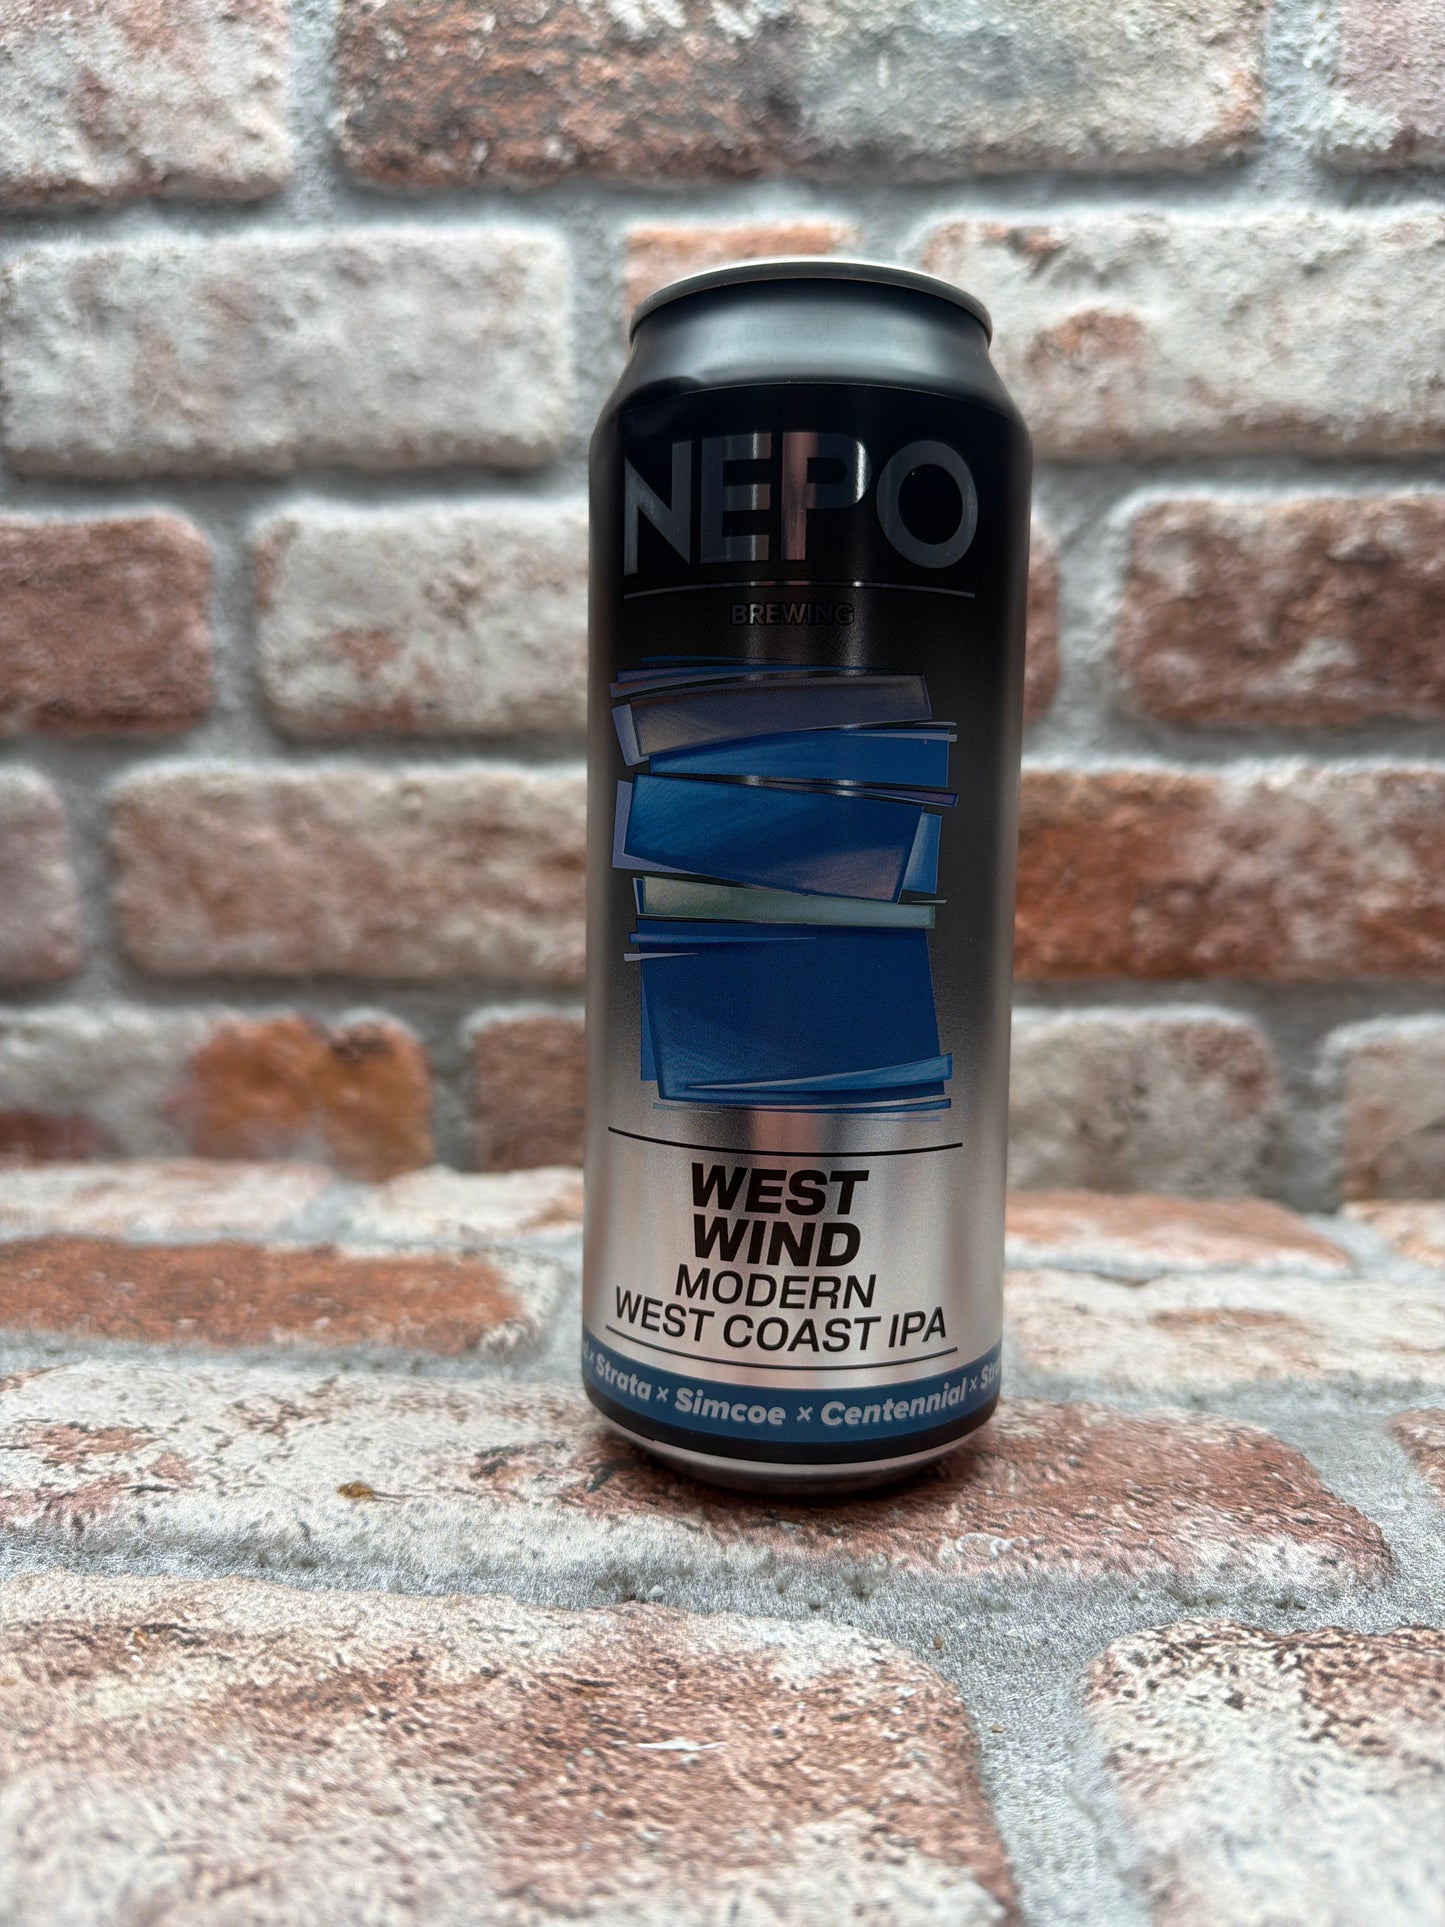 NEPO
BREWING
WEST
WIND
MODERN
WEST COAST IPA
× Strata × Simcoe × Centennial ×